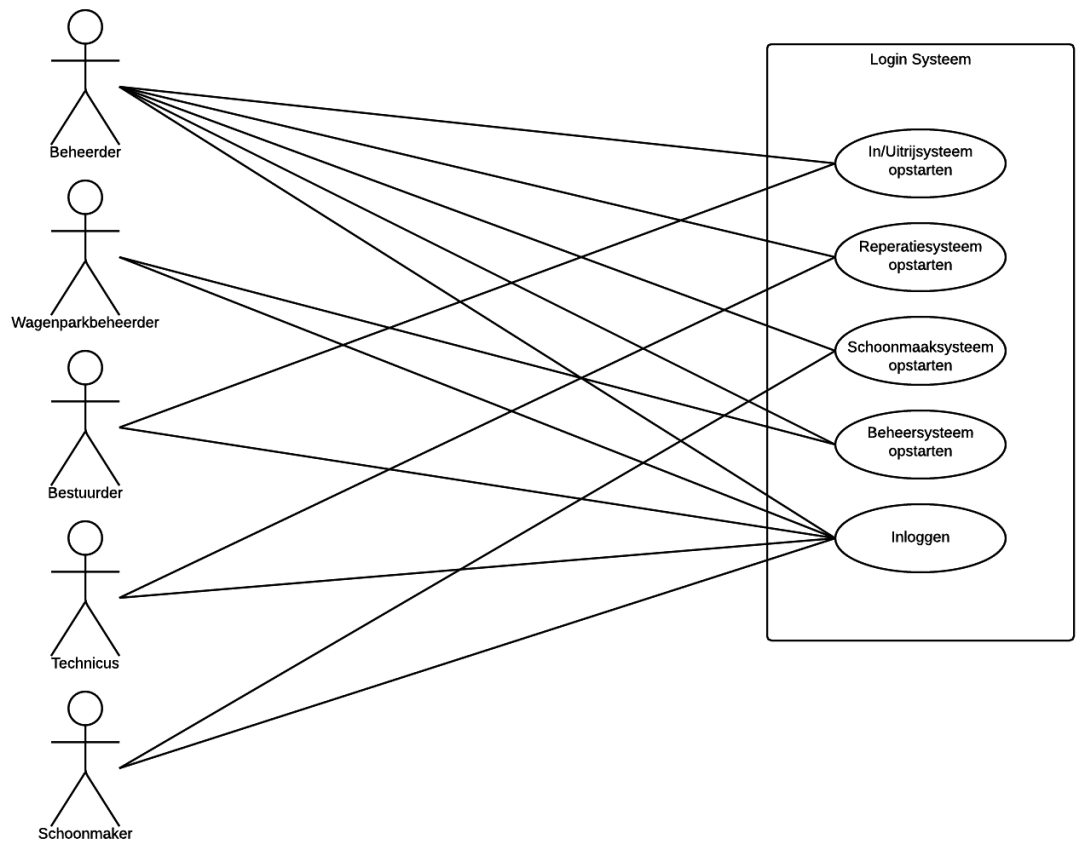 Beheerder
Wagenparkbeheerder
Bestuurder
Technicus
Schoonmaker
Login Systeem
In/Uitrijsysteem
opstarten
Reperatiesysteem
opstarten
Schoonmaaksysteem
opstarten
Beheersysteem
opstarten
Inloggen